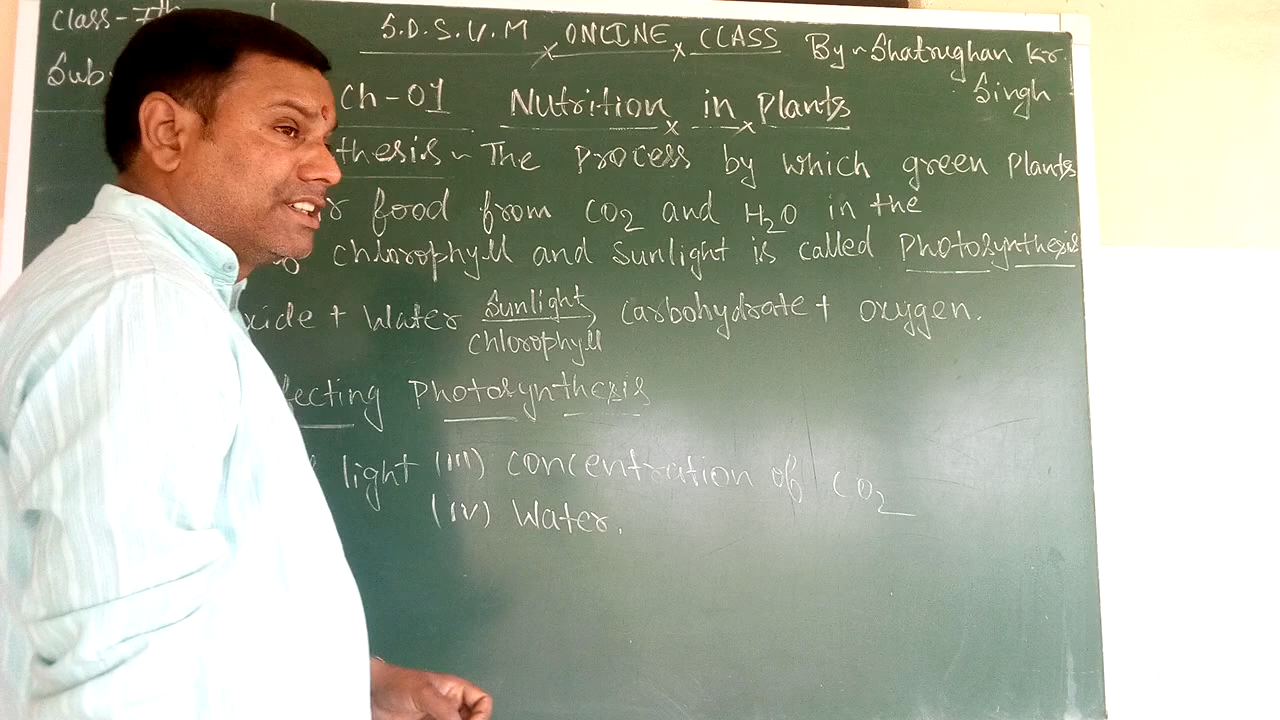 Class - 7th
S.D.S.V.M ONLINE CLASS By ~ Shatrughan Kr. Singh
Sub
Ch-01 Nutrition in Plants
thesis ~ The Process by which green Plants
r food from CO2 and H2O in the
chlorophyll and Sunlight is called Photosynthesis
xide + Water Sunlight Chlorophyll carbohydrate + oxygen.
fecting Photosynthesis
light (III) concentration of CO2
(IV) Water.